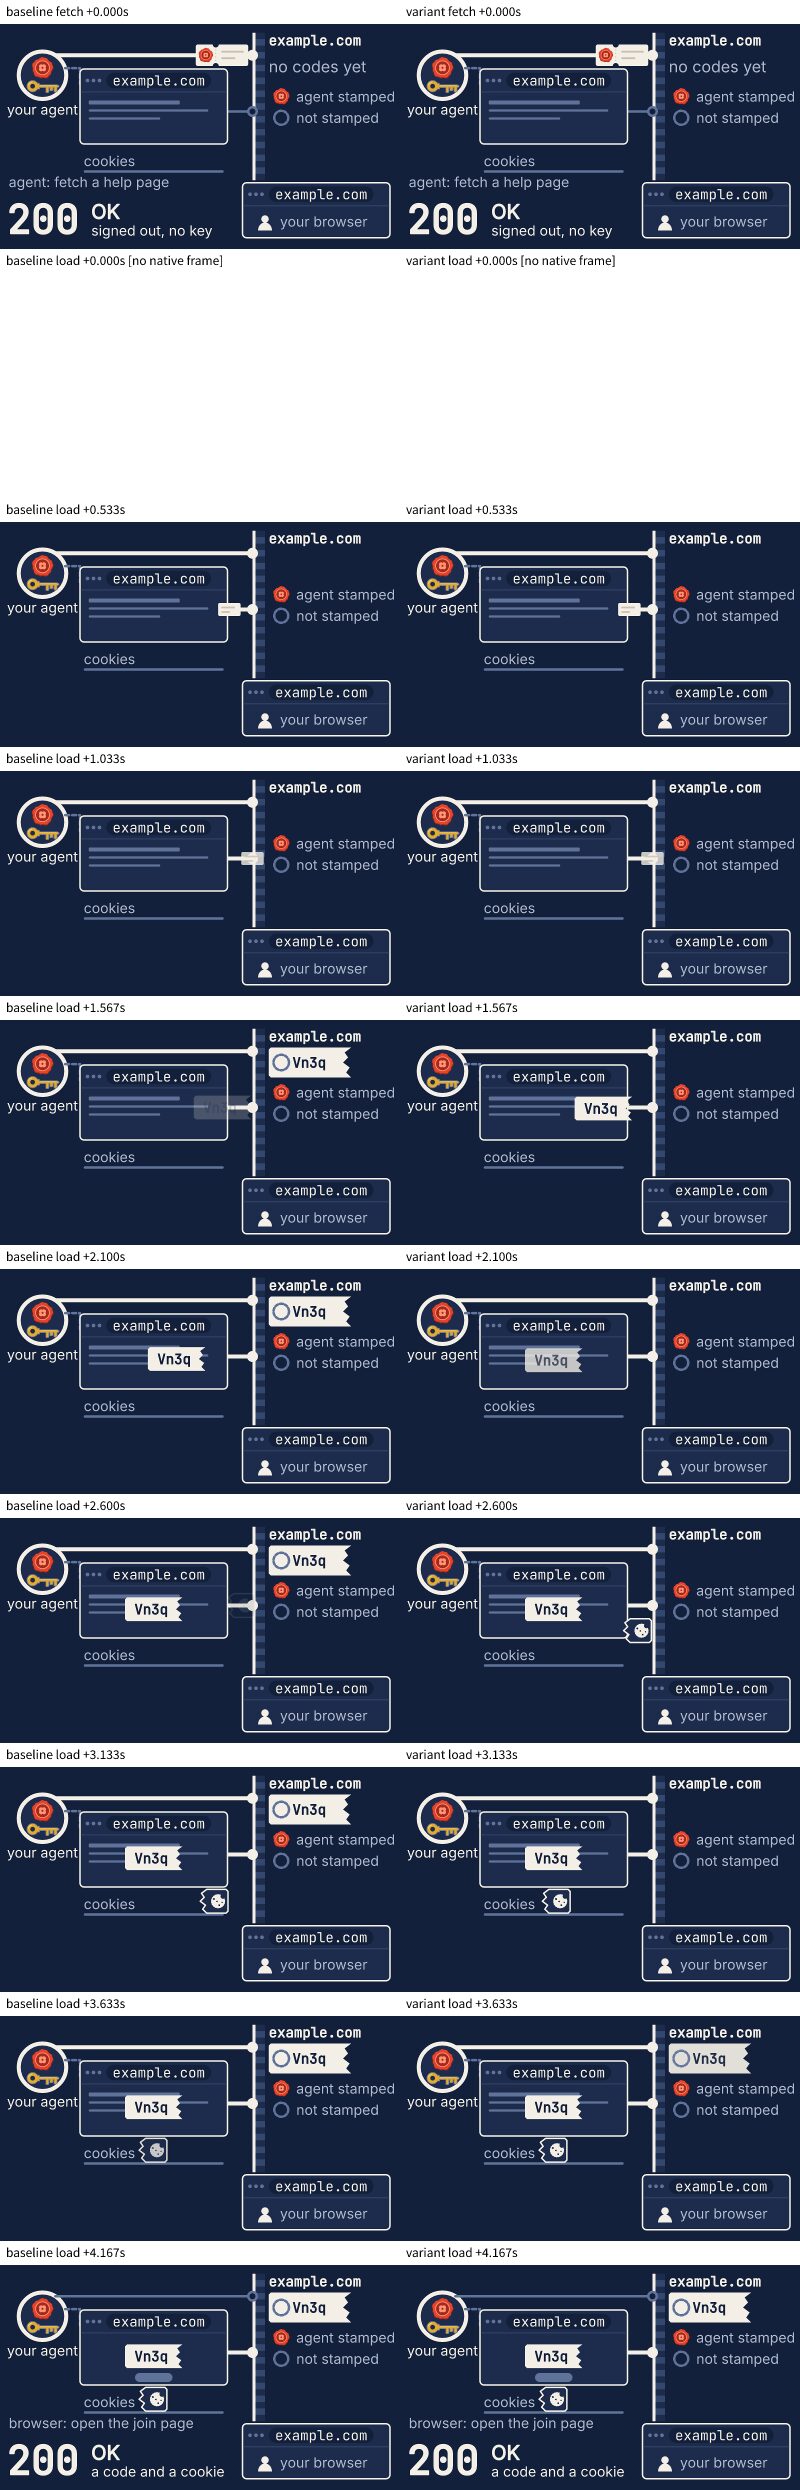 baseline fetch +0.000s
variant fetch +0.000s
example.com
no codes yet
example.com
agent stamped
your agent
not stamped
cookies
agent: fetch a help page
example.com
200 OK
signed out, no key
your browser
example.com
no codes yet
example.com
agent stamped
your agent
not stamped
cookies
agent: fetch a help page
example.com
200 OK
signed out, no key
your browser
baseline load +0.000s [no native frame]
variant load +0.000s [no native frame]
baseline load +0.533s
variant load +0.533s
example.com
example.com
agent stamped
your agent
not stamped
cookies
example.com
your browser
example.com
example.com
agent stamped
your agent
not stamped
cookies
example.com
your browser
baseline load +1.033s
variant load +1.033s
example.com
example.com
agent stamped
your agent
not stamped
cookies
example.com
your browser
example.com
example.com
agent stamped
your agent
not stamped
cookies
example.com
your browser
baseline load +1.567s
variant load +1.567s
example.com
Vn3q
example.com
agent stamped
your agent
Vn3q
not stamped
cookies
example.com
your browser
example.com
example.com
agent stamped
your agent
Vn3q
not stamped
cookies
example.com
your browser
baseline load +2.100s
variant load +2.100s
example.com
Vn3q
example.com
agent stamped
your agent
Vn3q
not stamped
cookies
example.com
your browser
example.com
example.com
agent stamped
your agent
Vn3q
not stamped
cookies
example.com
your browser
baseline load +2.600s
variant load +2.600s
example.com
Vn3q
example.com
agent stamped
your agent
Vn3q
not stamped
cookies
example.com
your browser
example.com
example.com
agent stamped
your agent
Vn3q
not stamped
cookies
example.com
your browser
baseline load +3.133s
variant load +3.133s
example.com
Vn3q
example.com
agent stamped
your agent
Vn3q
not stamped
cookies
example.com
your browser
example.com
example.com
agent stamped
your agent
Vn3q
not stamped
cookies
example.com
your browser
baseline load +3.633s
variant load +3.633s
example.com
Vn3q
example.com
agent stamped
your agent
Vn3q
not stamped
cookies
example.com
your browser
example.com
Vn3q
example.com
agent stamped
your agent
Vn3q
not stamped
cookies
example.com
your browser
baseline load +4.167s
variant load +4.167s
example.com
Vn3q
example.com
agent stamped
your agent
Vn3q
not stamped
cookies
browser: open the join page
example.com
200 OK
a code and a cookie
your browser
example.com
Vn3q
example.com
agent stamped
your agent
Vn3q
not stamped
cookies
browser: open the join page
example.com
200 OK
a code and a cookie
your browser